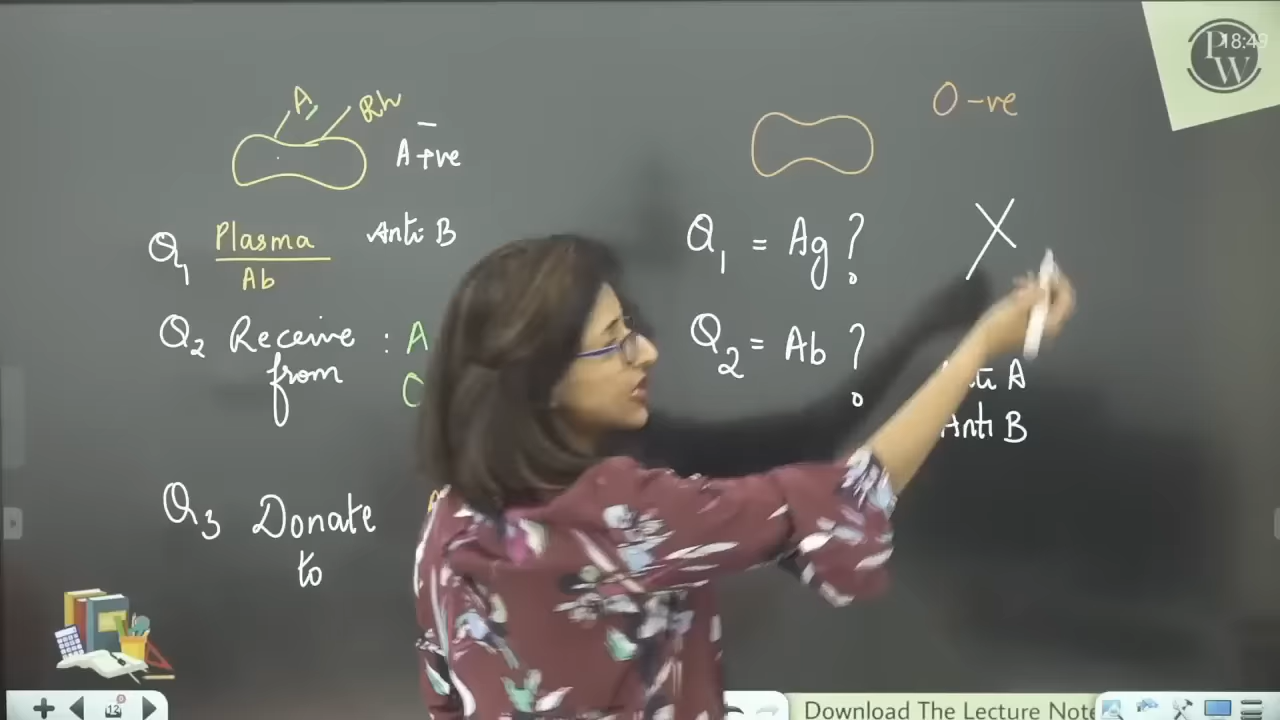 A Rh
A +ve
Q1 Plasma Anti B
Ab
Q2 Receive : A
from
Q3 Donate
to
O -ve
Q1 = Ag ? X
Q2 = Ab ?
A
Anti B
PW
18:49
12
Download The Lecture